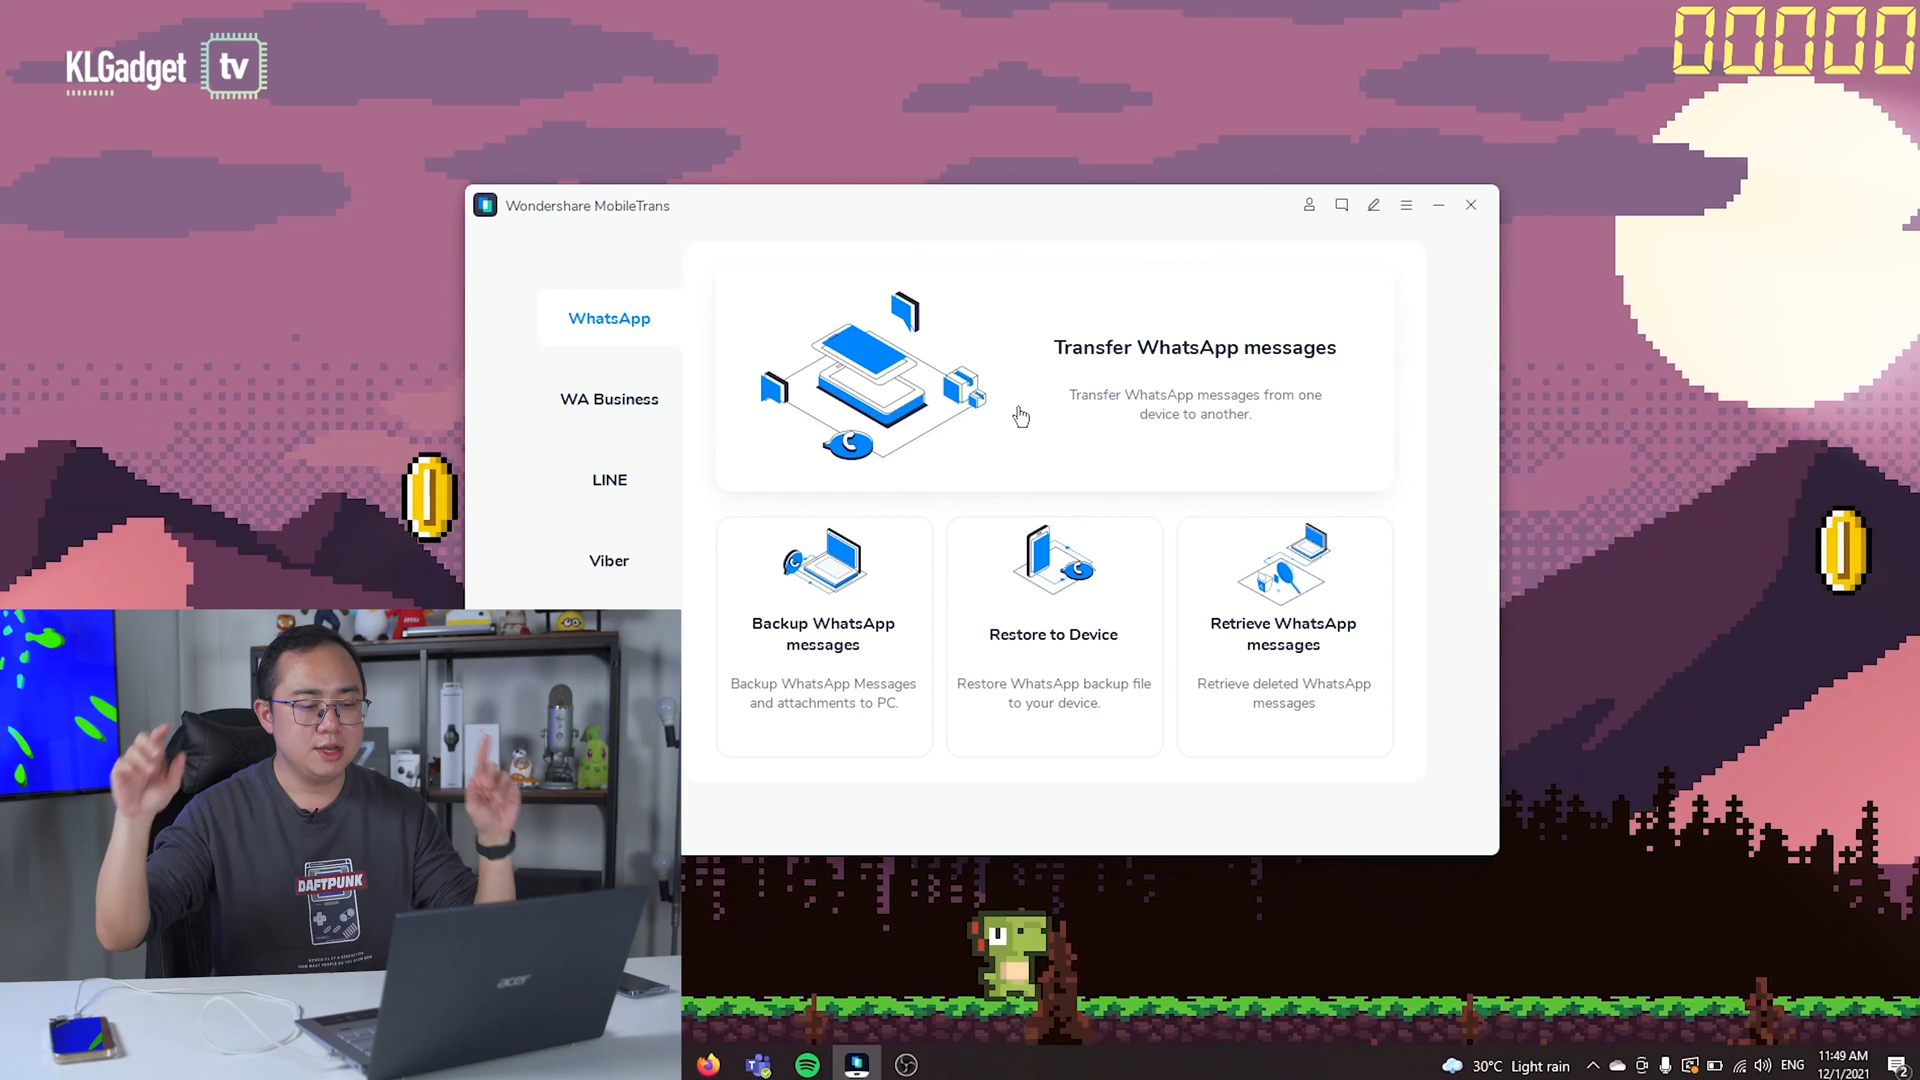 KLGadget tv
00000
Wondershare MobileTrans
WhatsApp
WA Business
LINE
Viber
Transfer WhatsApp messages
Transfer WhatsApp messages from one
device to another.
Backup WhatsApp
messages
Backup WhatsApp Messages
and attachments to PC.
Restore to Device
Restore WhatsApp backup file
to your device.
Retrieve WhatsApp
messages
Retrieve deleted WhatsApp
messages
msi
DAFTPUNK
acer
30°C Light rain
ENG
11:49 AM
12/1/2021
2